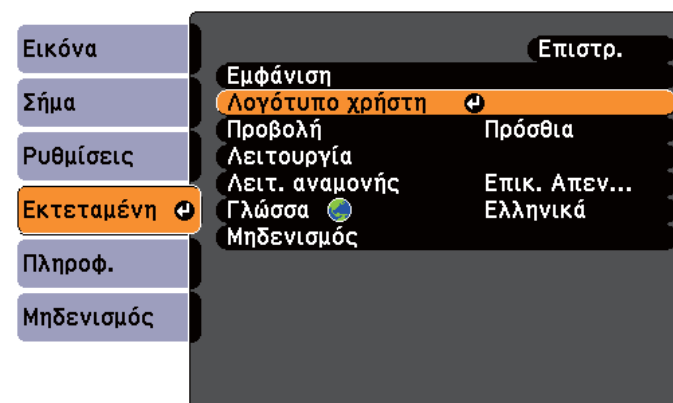 Εικόνα
Σήμα
Ρυθμίσεις
Εκτεταμένη
Πληροφ.
Μηδενισμός
Επιστρ.
Εμφάνιση
Λογότυπο χρήστη
Προβολή Πρόσθια
Λειτουργία
Λειτ. αναμονής Επικ. Απεν...
Γλώσσα Ελληνικά
Μηδενισμός